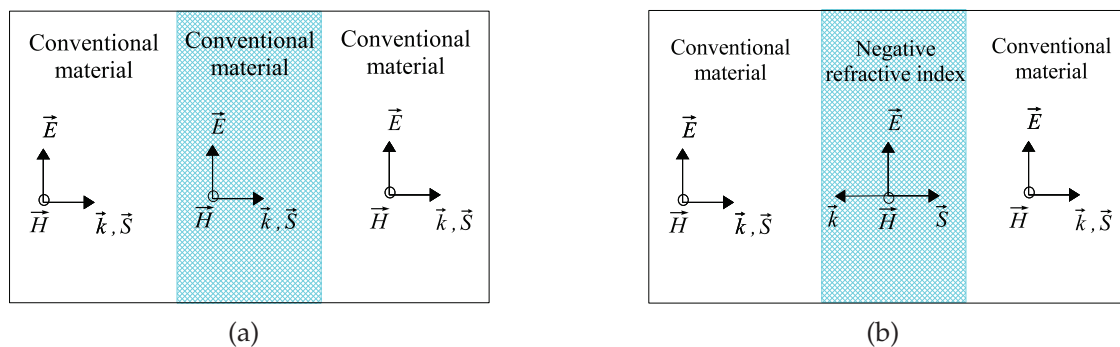 Conventional
material
Conventional
material
Conventional
material
E⃗
H⃗
k⃗ , S⃗
E⃗
H⃗
k⃗ , S⃗
E⃗
H⃗
k⃗ , S⃗
(a)
Conventional
material
Negative
refractive index
Conventional
material
E⃗
H⃗
k⃗ , S⃗
E⃗
k⃗
H⃗
S⃗
E⃗
H⃗
k⃗ , S⃗
(b)